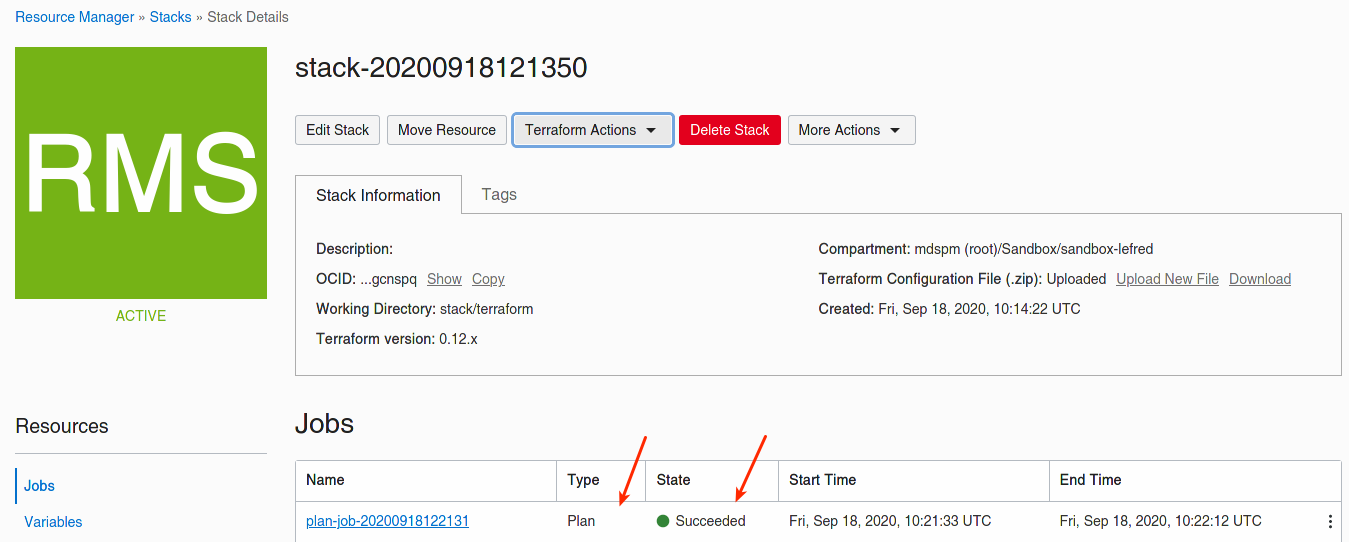 Resource Manager » Stacks » Stack Details
RMS
ACTIVE
stack-20200918121350
Edit Stack Move Resource Terraform Actions Delete Stack More Actions
Stack Information Tags
Description: Compartment: mdspm (root)/Sandbox/sandbox-lefred
OCID: ...gcnspq Show Copy Terraform Configuration File (.zip): Uploaded Upload New File Download
Working Directory: stack/terraform Created: Fri, Sep 18, 2020, 10:14:22 UTC
Terraform version: 0.12.x
Resources
Jobs
Variables
Jobs
Name Type State Start Time End Time
plan-job-20200918122131 Plan Succeeded Fri, Sep 18, 2020, 10:21:33 UTC Fri, Sep 18, 2020, 10:22:12 UTC